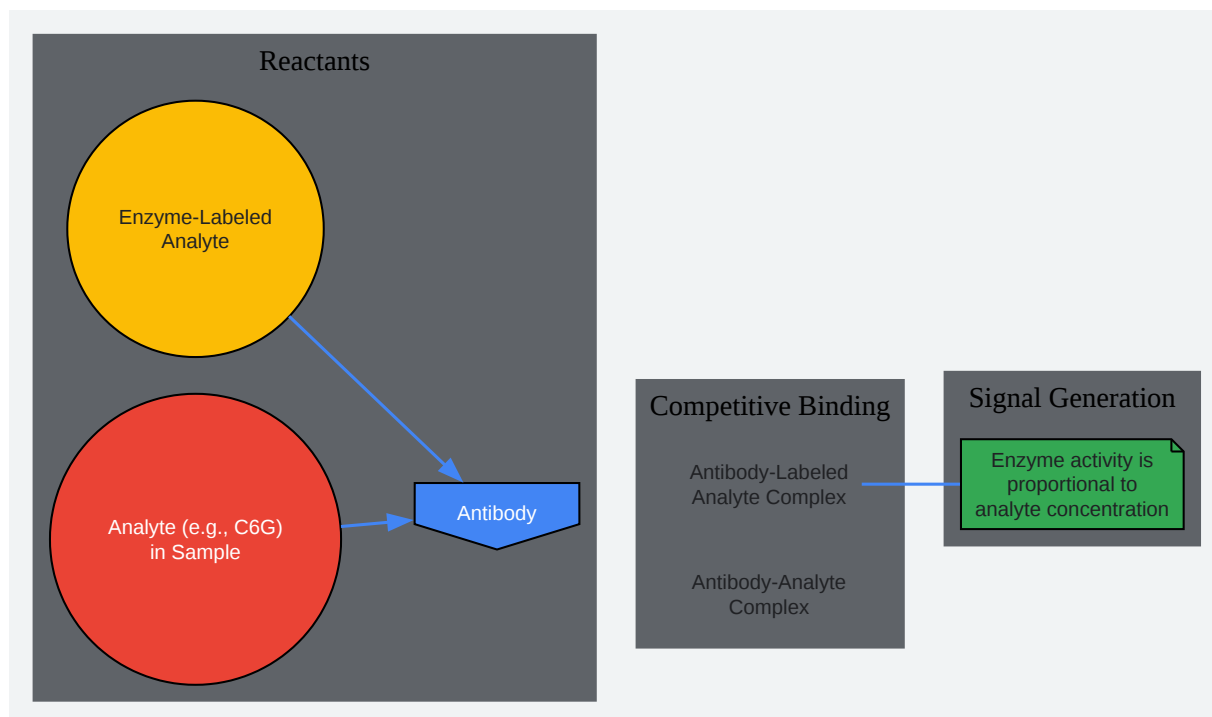 Reactants
Enzyme-Labeled
Analyte
Analyte (e.g., C6G)
in Sample
Antibody
Competitive Binding
Antibody-Labeled
Analyte Complex
Antibody-Analyte
Complex
Signal Generation
Enzyme activity is
proportional to
analyte concentration